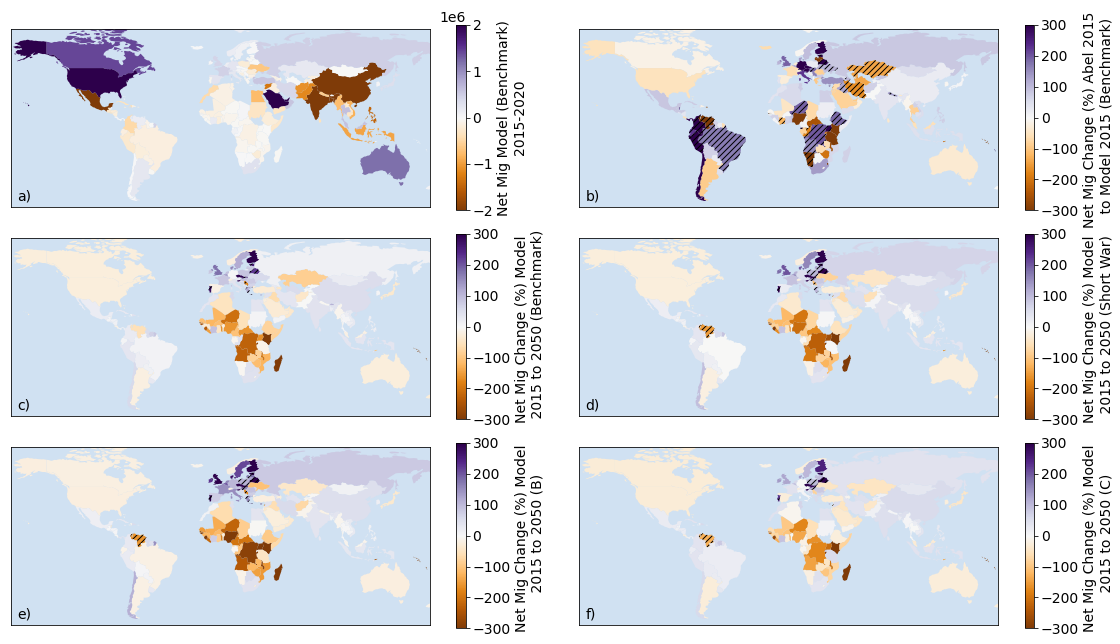 1e6
2
1
0
−1
−2
Net Mig Model (Benchmark)
2015-2020
a)
300
200
100
0
−100
−200
−300
Net Mig Change (%) Abel 2015
to Model 2015 (Benchmark)
b)
300
200
100
0
−100
−200
−300
Net Mig Change (%) Model
2015 to 2050 (Benchmark)
c)
300
200
100
0
−100
−200
−300
Net Mig Change (%) Model
2015 to 2050 (Short War)
d)
300
200
100
0
−100
−200
−300
Net Mig Change (%) Model
2015 to 2050 (B)
e)
300
200
100
0
−100
−200
−300
Net Mig Change (%) Model
2015 to 2050 (C)
f)